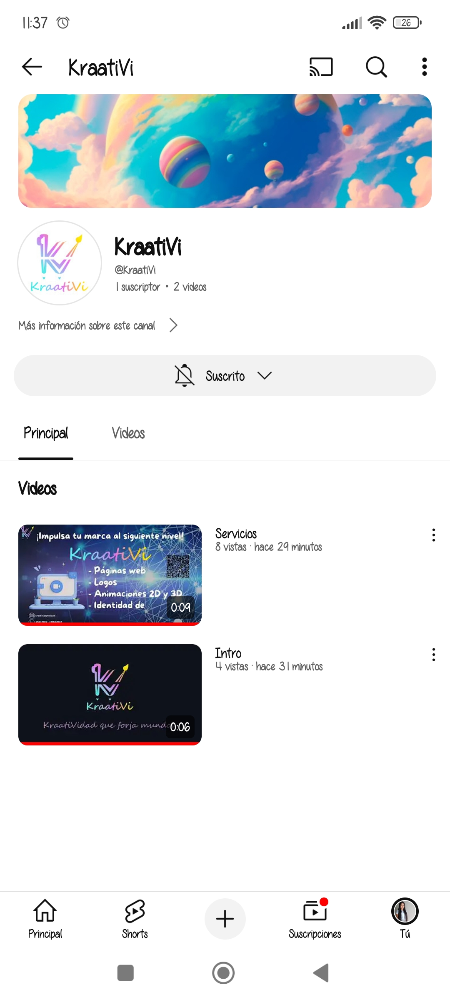 11:37
26
KraatiVi
KraatiVi
KraatiVi
@KraatiVi
1 suscriptor • 2 videos
Más información sobre este canal
Suscrito
Principal
Videos
Videos
¡Impulsa tu marca al siguiente nivel!
KraatiVi
- Páginas web
- Logos
- Animaciones 2D y 3D
- Identidad de
0:09
Servicios
8 vistas · hace 29 minutos
KraatiVi
KraatiVidad que forja
0:06
Intro
4 vistas · hace 31 minutos
Principal
Shorts
Suscripciones
Tú